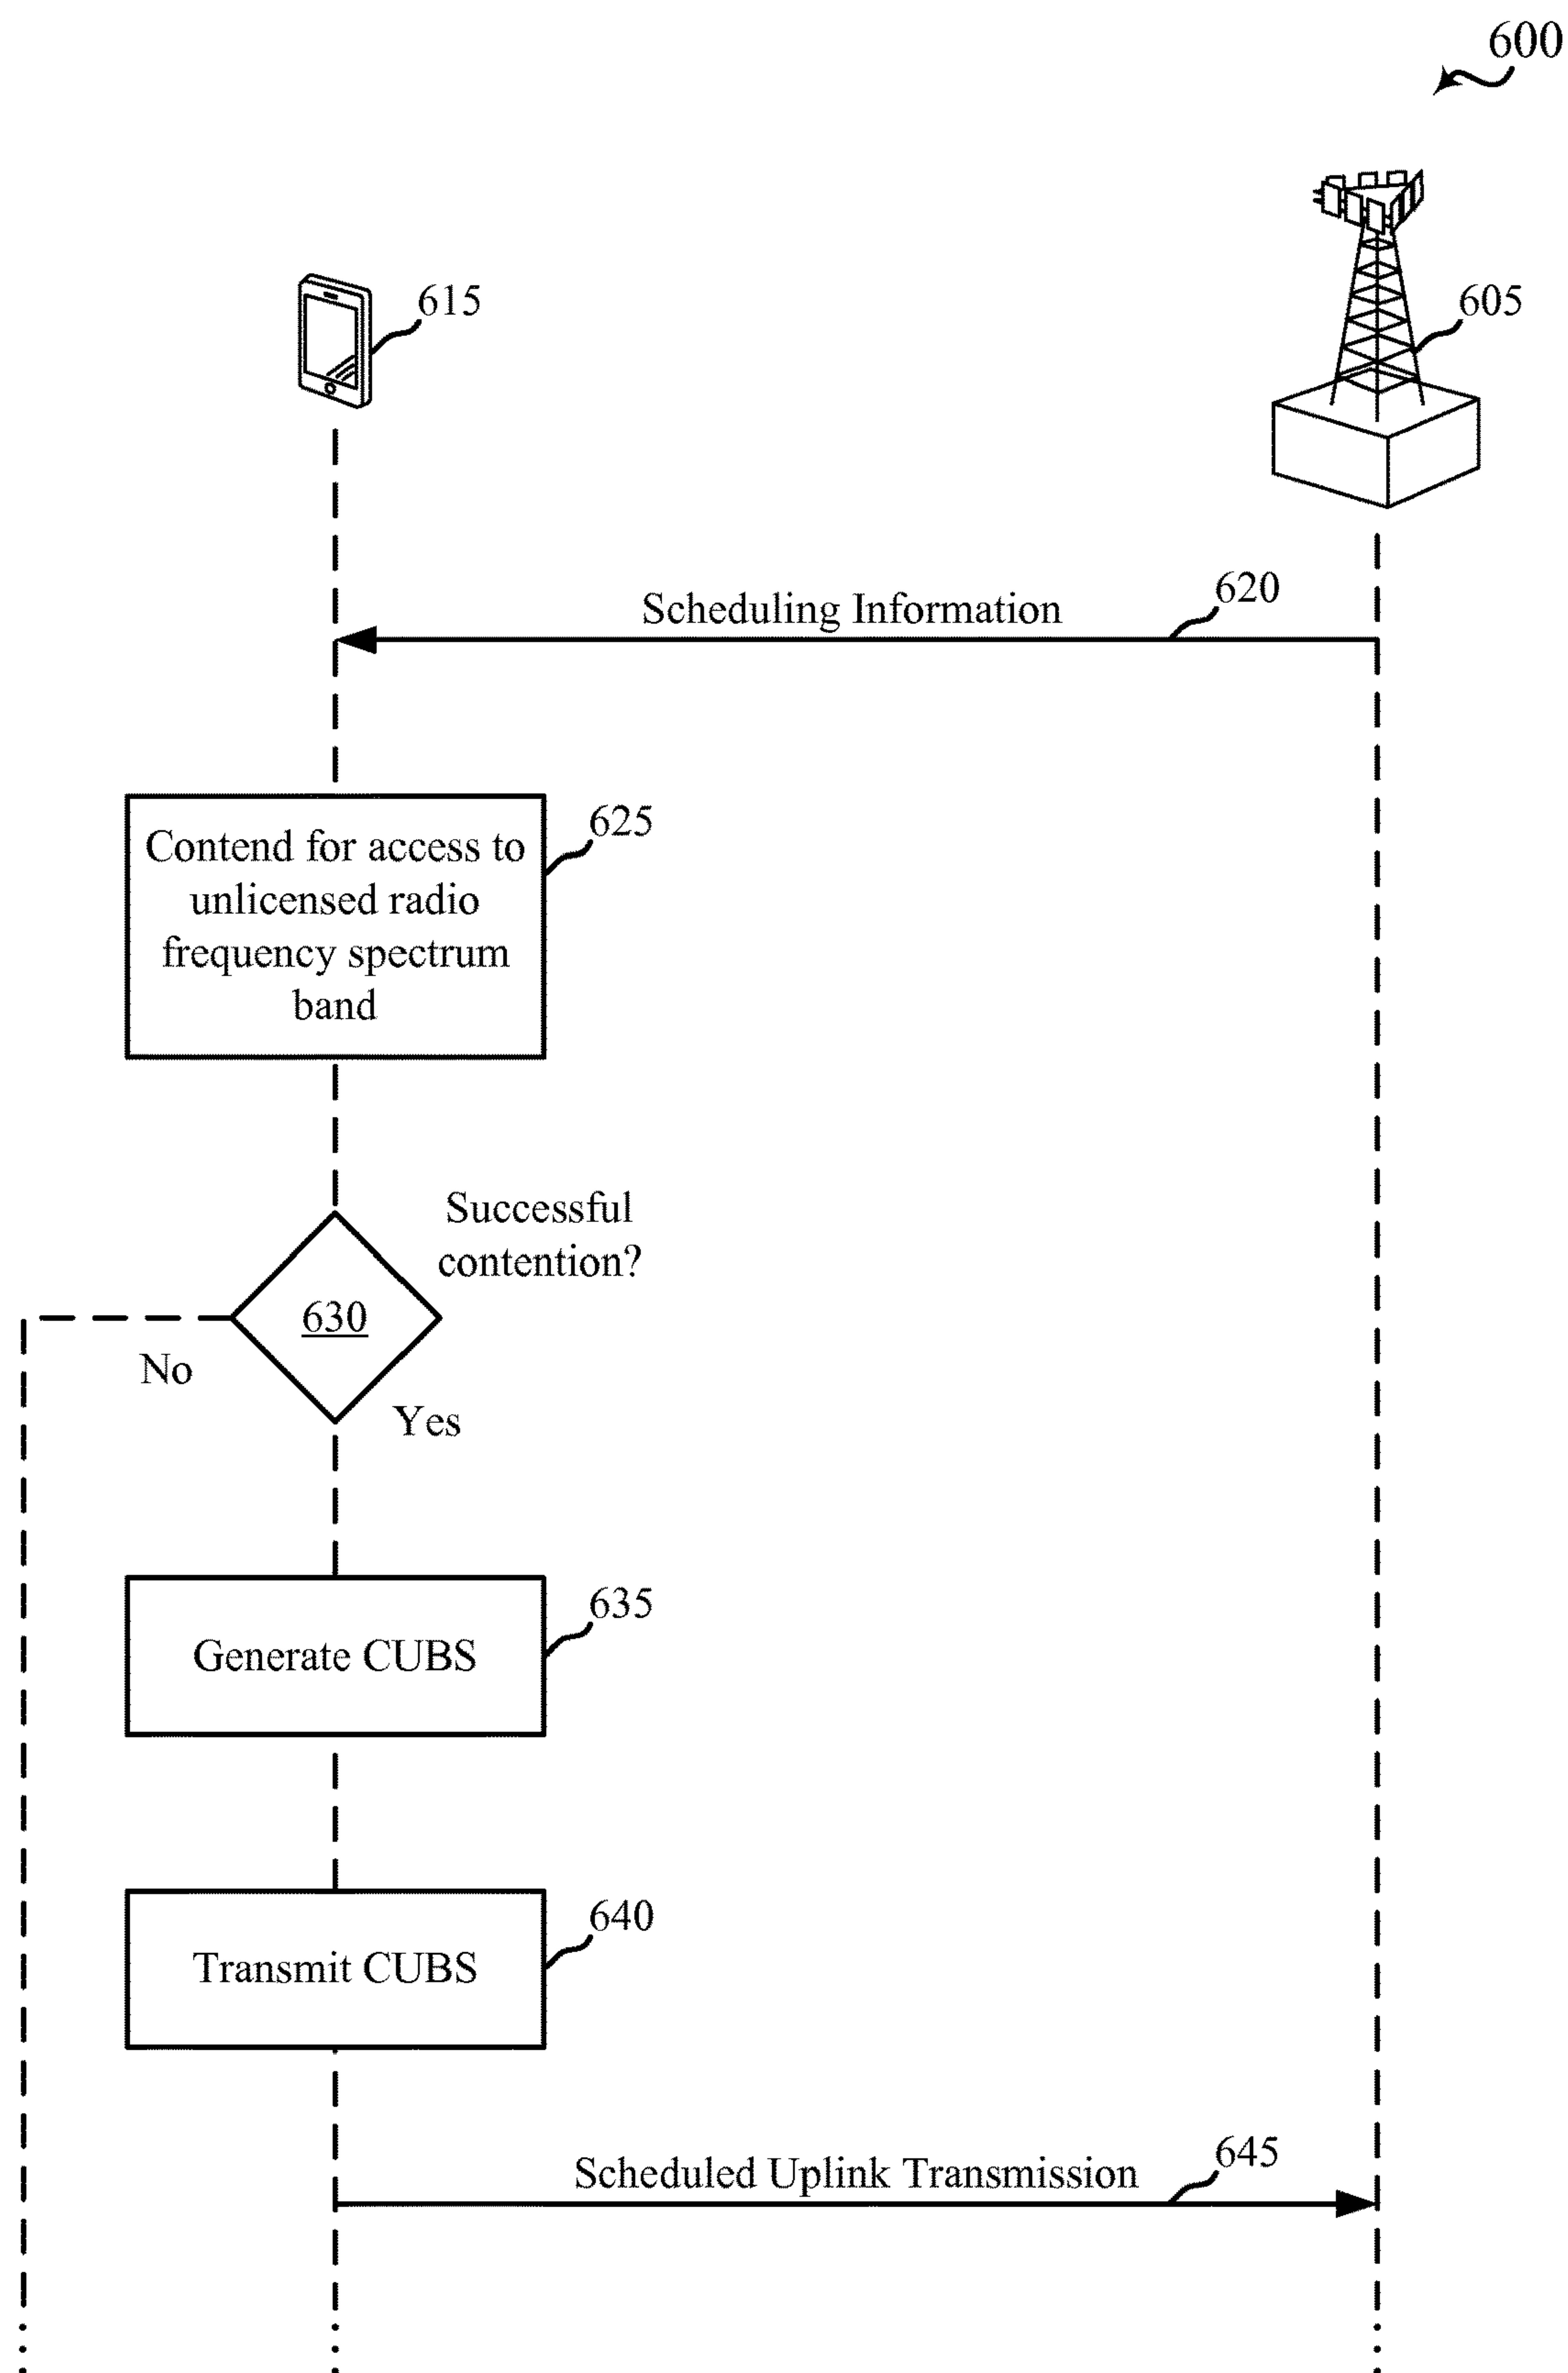 600
615
605
620
Scheduling Information
625
Contend for access to
unlicensed radio
frequency spectrum
band
Successful
contention?
630
No
Yes
635
Generate CUBS
640
Transmit CUBS
645
Scheduled Uplink Transmission